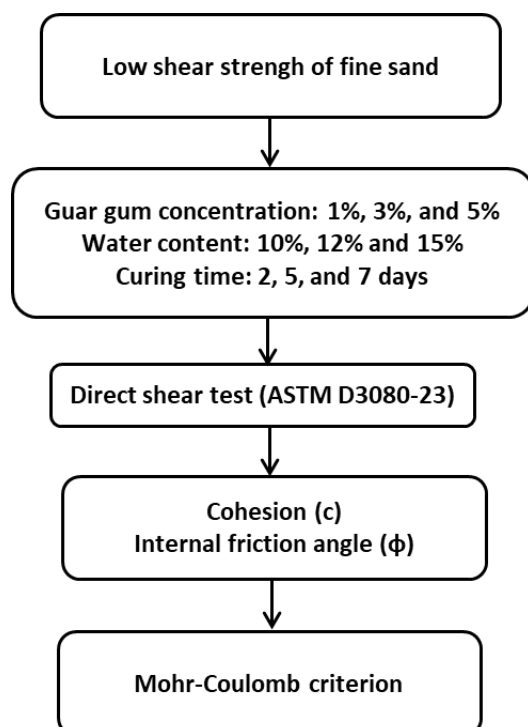 Low shear strengh of fine sand
Guar gum concentration: 1%, 3%, and 5%
Water content: 10%, 12% and 15%
Curing time: 2, 5, and 7 days
Direct shear test (ASTM D3080-23)
Cohesion (c)
Internal friction angle (ϕ)
Mohr-Coulomb criterion